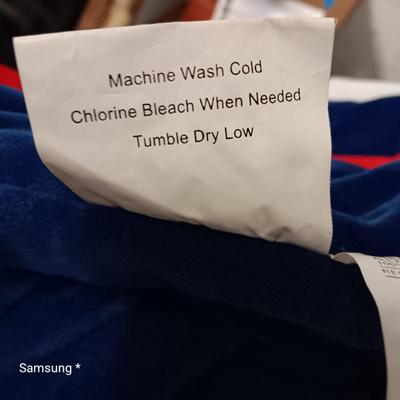 Machine Wash Cold
Chlorine Bleach When Needed
Tumble Dry Low
Samsung *